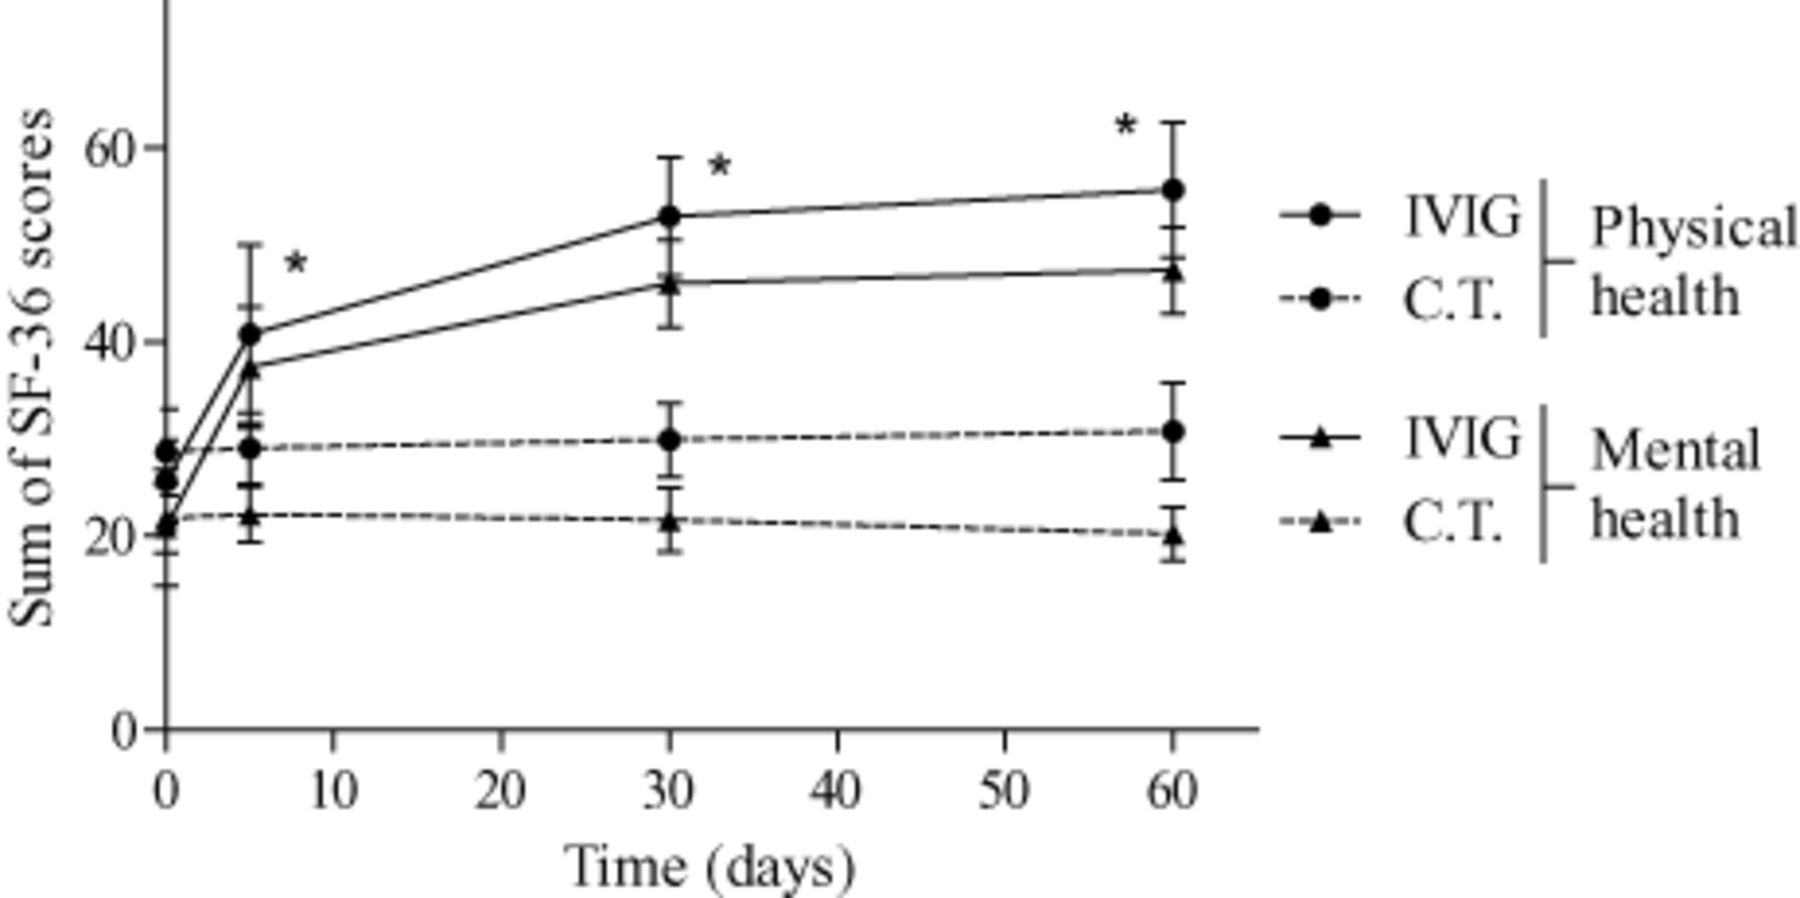 Sum of SF-36 scores
60
40
20
0
*
*
*
0 10 20 30 40 50 60
Time (days)
IVIG
C.T.
Physical
health
IVIG
C.T.
Mental
health